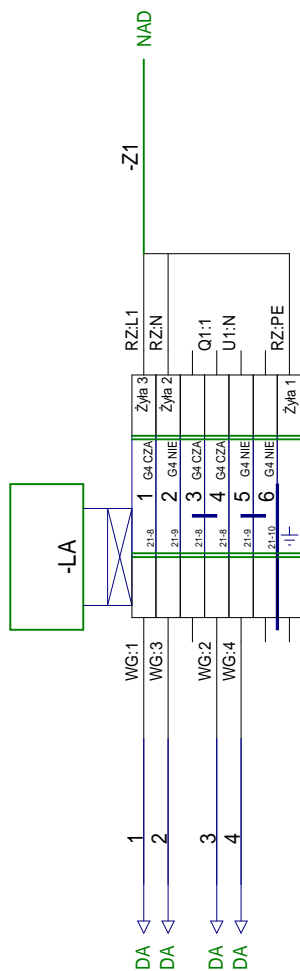 NAD
-Z1
RZ:L1
RZ:N
Q1:1
U1:N
RZ:PE
Żyła 3
Żyła 2
Żyła 1
G4 CZA
G4 NIE
G4 CZA
G4 CZA
G4 NIE
G4 NIE
1
2
3
4
5
6
21-8
21-9
21-8
21-8
21-9
21-10
-LA
WG:1
WG:3
WG:2
WG:4
1
2
3
4
DA
DA
DA
DA